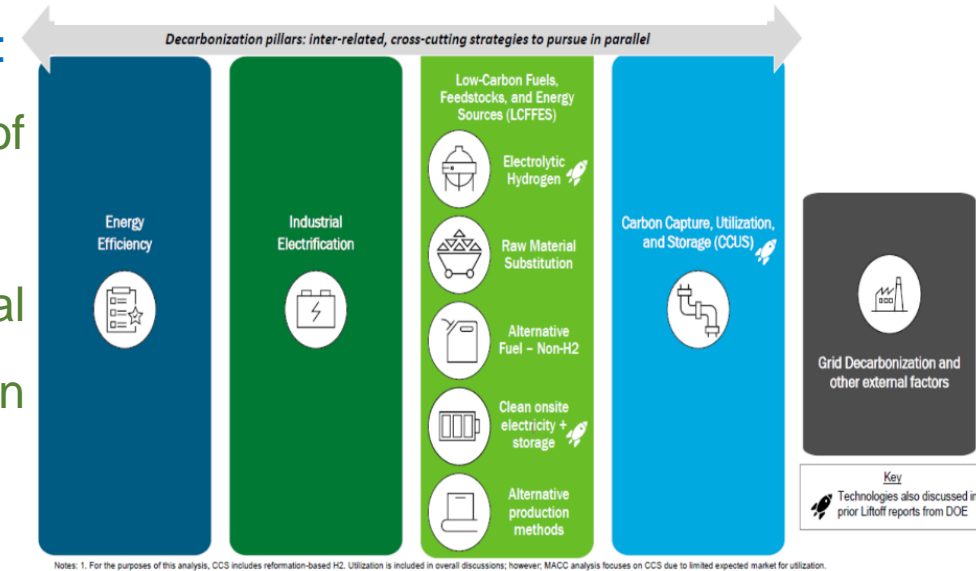 :
of
al
n
Decarbonization pillars: inter-related, cross-cutting strategies to pursue in parallel
Energy
Efficiency
Industrial
Electrification
Low-Carbon Fuels,
Feedstocks, and Energy
Sources (LCFFES)
Electrolytic
Hydrogen
Raw Material
Substitution
Alternative
Fuel – Non-H2
Clean onsite
electricity +
storage
Alternative
production
methods
Carbon Capture, Utilization,
and Storage (CCUS)
Grid Decarbonization and
other external factors
Key
Technologies also discussed in
prior Liftoff reports from DOE
Notes: 1. For the purposes of this analysis, CCS includes reformation-based H2. Utilization is included in overall discussions; however; MACC analysis focuses on CCS due to limited expected market for utilization.